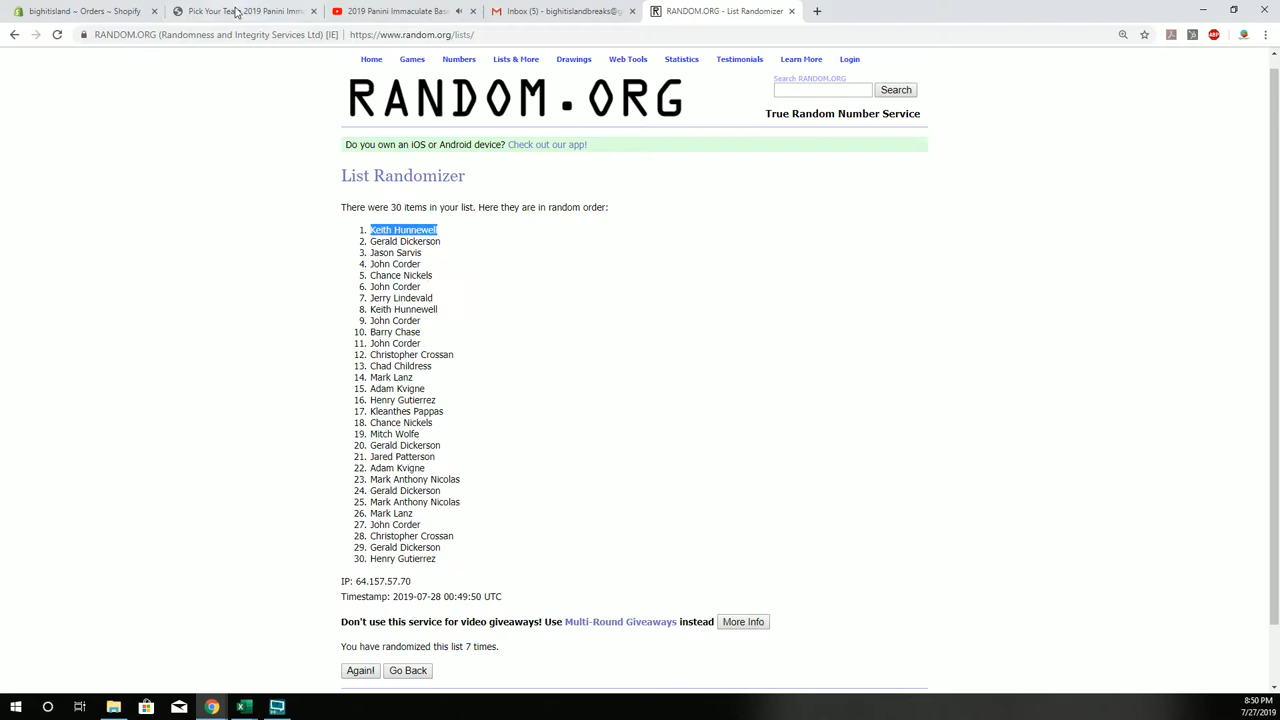 bighitisland ~ Orders ~ Shopify
Pick Your Tea 2019 Panini Imm
2019 Panini Immaculate Base
Inbox (5) - bighitislandbreaks@g
RANDOM.ORG - List Randomizer
RANDOM.ORG (Randomness and Integrity Services Ltd) [IE] | https://www.random.org/lists/
Home Games Numbers Lists & More Drawings Web Tools Statistics Testimonials Learn More Login
RANDOM.ORG
Search RANDOM.ORG
Search
True Random Number Service
Do you own an iOS or Android device? Check out our app!
List Randomizer
There were 30 items in your list. Here they are in random order:
1. Keith Hunnewell
2. Gerald Dickerson
3. Jason Sarvis
4. John Corder
5. Chance Nickels
6. John Corder
7. Jerry Lindevald
8. Keith Hunnewell
9. John Corder
10. Barry Chase
11. John Corder
12. Christopher Crossan
13. Chad Childress
14. Mark Lanz
15. Adam Kvigne
16. Henry Gutierrez
17. Kleanthes Pappas
18. Chance Nickels
19. Mitch Wolfe
20. Gerald Dickerson
21. Jared Patterson
22. Adam Kvigne
23. Mark Anthony Nicolas
24. Gerald Dickerson
25. Mark Anthony Nicolas
26. Mark Lanz
27. John Corder
28. Christopher Crossan
29. Gerald Dickerson
30. Henry Gutierrez
IP: 64.157.57.70
Timestamp: 2019-07-28 00:49:50 UTC
Don't use this service for video giveaways! Use Multi-Round Giveaways instead More Info
You have randomized this list 7 times.
Again! Go Back
8:50 PM
7/27/2019